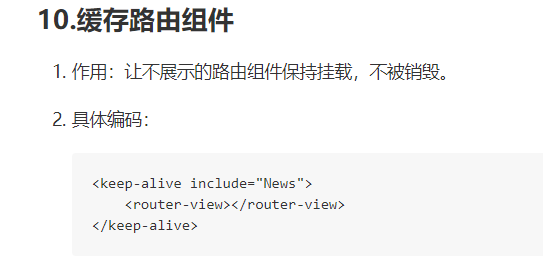 10.缓存路由组件
1. 作用：让不展示的路由组件保持挂载，不被销毁。
2. 具体编码：
<keep-alive include="News">
    <router-view></router-view>
</keep-alive>